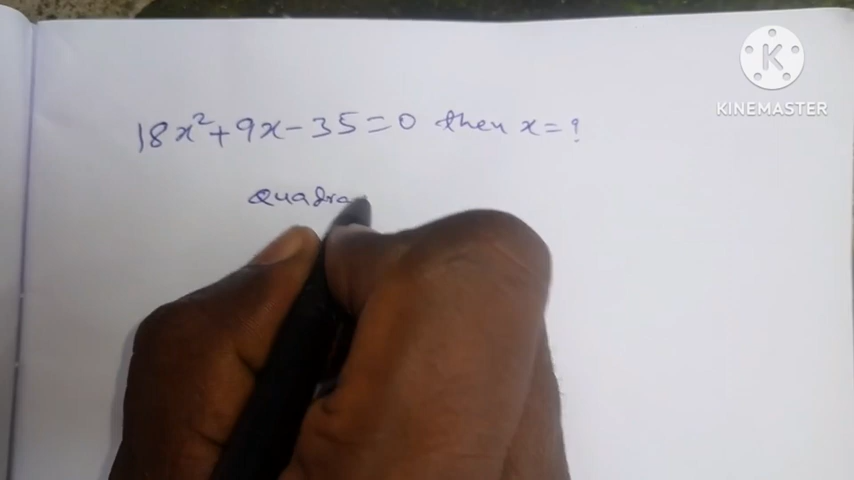 18x²+9x-35=0 then x=?
Quadra
K
KINEMASTER